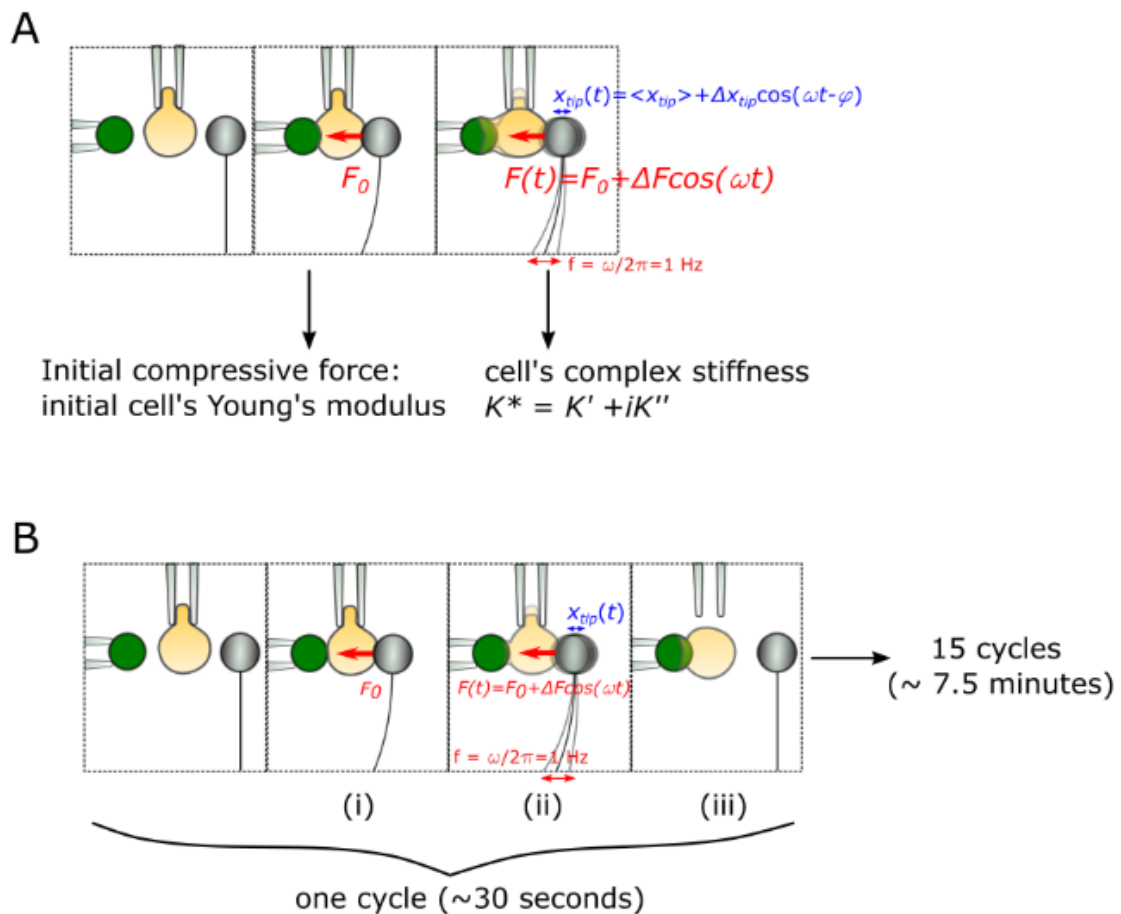 A
x_tip(t)=<x_tip>+Δx_tip cos(ωt-φ)
F_0
F(t)=F_0+ΔFcos(ωt)
f = ω/2π=1 Hz
Initial compressive force:
initial cell's Young's modulus
cell's complex stiffness
K* = K' +iK''
B
x_tip(t)
F_0
F(t)=F_0+ΔFcos(ωt)
f = ω/2π=1 Hz
15 cycles
(~ 7.5 minutes)
(i)
(ii)
(iii)
one cycle (~30 seconds)